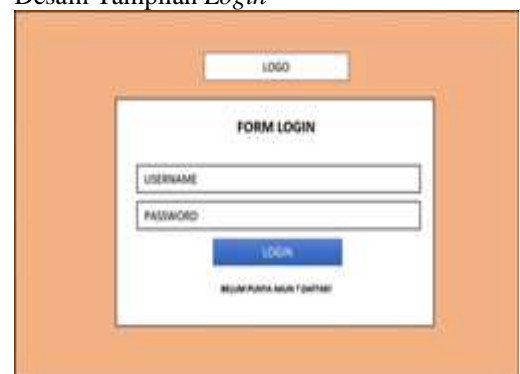 Desain Tampilan Login
LOGO
FORM LOGIN
USERNAME
PASSWORD
LOGIN
BELUM PUNYA AKUN ? DAFTAR!